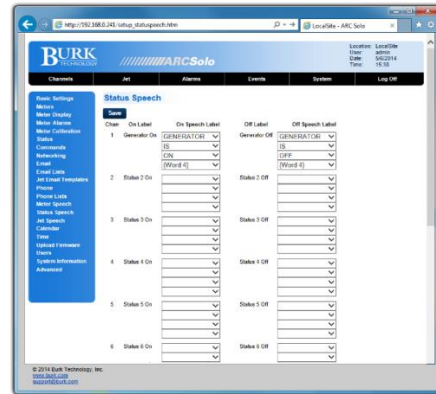 http://192.168.0.241/setup_statusspeech.htm
LocalSite - ARC Solo
BURK
TECHNOLOGY
ARCSolo
Location: LocalSite
User: admin
Date: 5/6/2014
Time: 15:18
Channels Jet Alarms Events System Log Off
Basic Settings
Meters
Meter Display
Meter Alarms
Meter Calibration
Status
Commands
Networking
Email
Email Lists
Jet Email Templates
Phone
Phone Lists
Meter Speech
Status Speech
Jet Speech
Calendar
Time
Upload Firmware
Users
System Information
Advanced
Status Speech
Save
Chan On Label On Speech Label Off Label Off Speech Label
1 Generator On GENERATOR Generator Off GENERATOR
IS IS
ON OFF
(Word 4) (Word 4)
2 Status 2 On Status 2 Off
3 Status 3 On Status 3 Off
4 Status 4 On Status 4 Off
5 Status 5 On Status 5 Off
6 Status 6 On Status 6 Off
© 2014 Burk Technology, Inc.
www.burk.com
support@burk.com